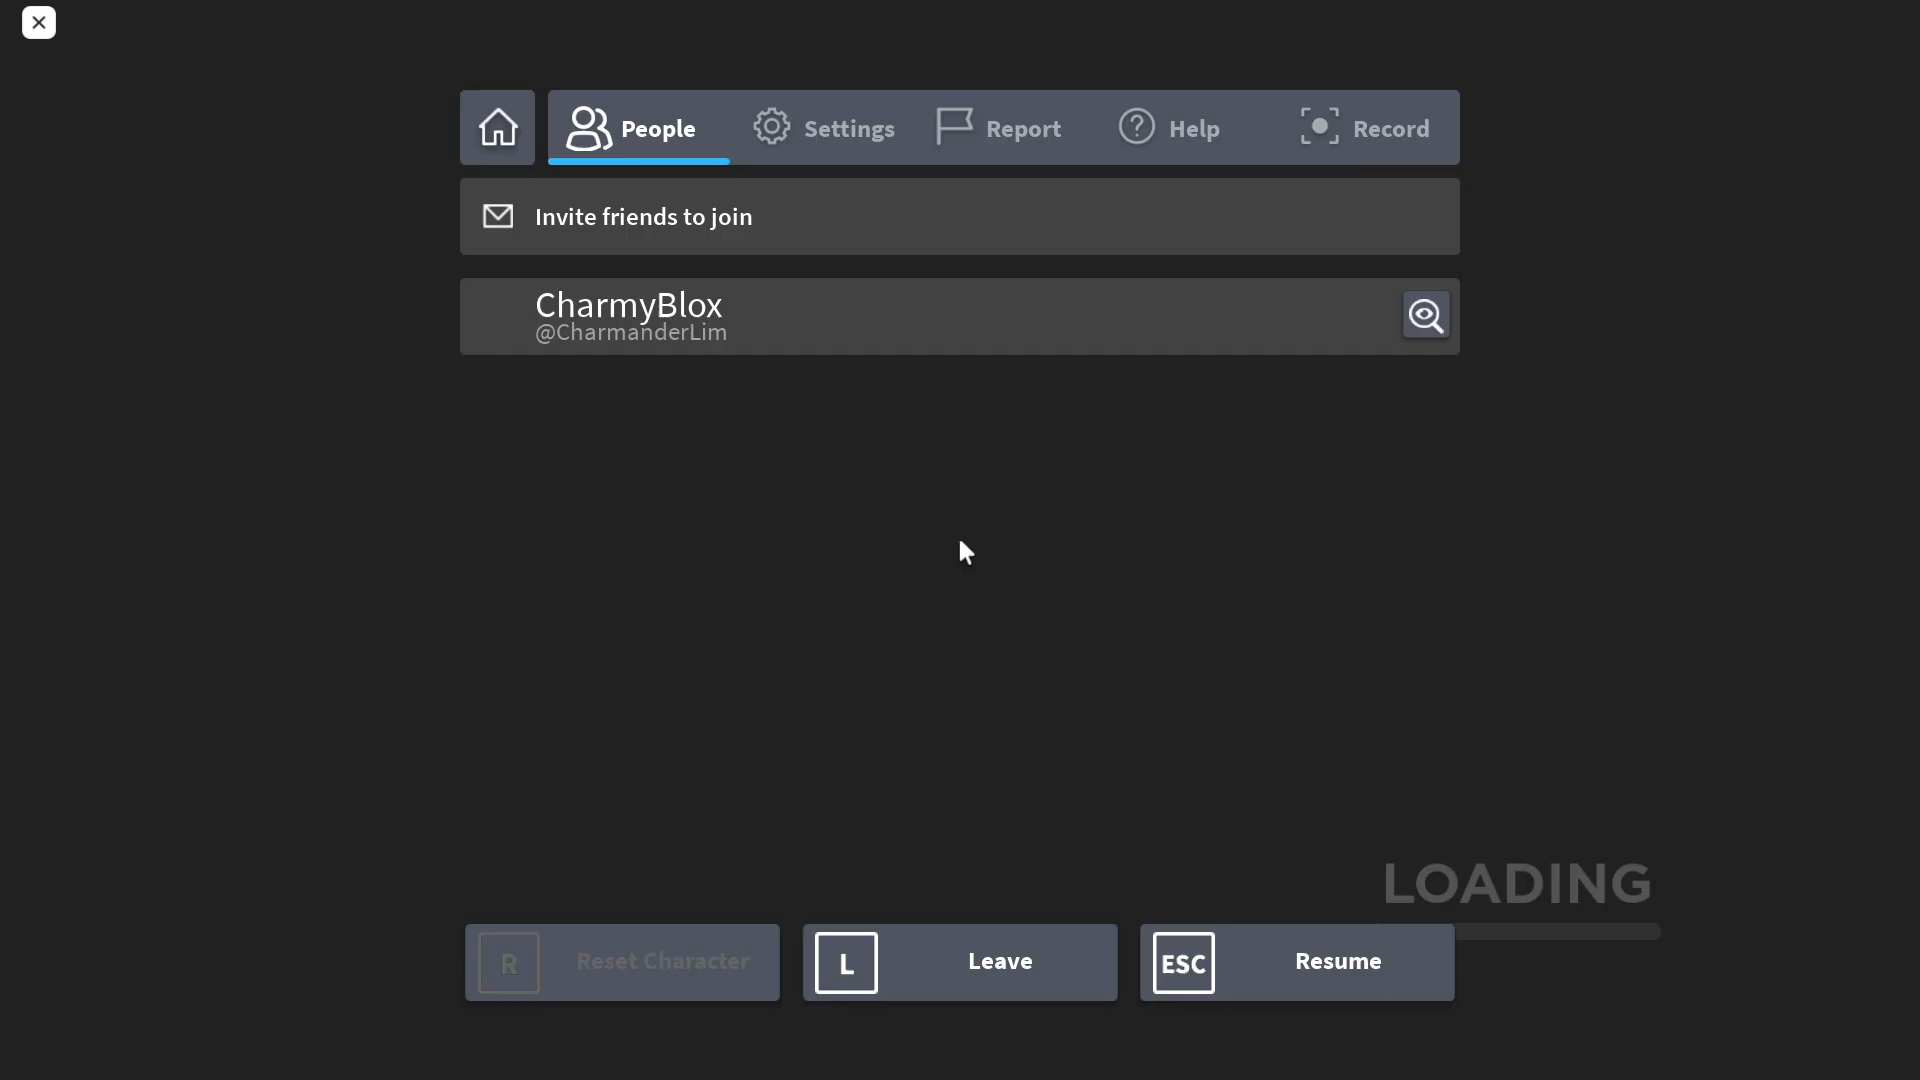 People
Settings
Report
Help
Record
Invite friends to join
CharmyBlox
@CharmanderLim
LOADING
R
Reset Character
L
Leave
ESC
Resume